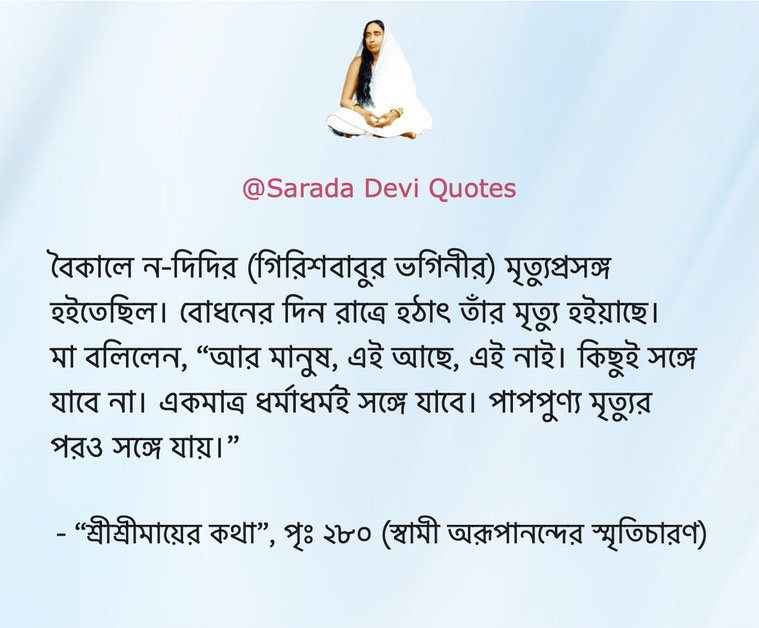 @Sarada Devi Quotes
বৈকালে ন-দিদির (গিরিশবাবুর ভগিনীর) মৃত্যুপ্রসঙ্গ
হইতেছিল। বোধনের দিন রাত্রে হঠাৎ তাঁর মৃত্যু হইয়াছে।
মা বলিলেন, “আর মানুষ, এই আছে, এই নাই। কিছুই সঙ্গে
যাবে না। একমাত্র ধর্মাধর্মই সঙ্গে যাবে। পাপপুণ্য মৃত্যুর
পরও সঙ্গে যায়।”
- “শ্রীশ্রীমায়ের কথা”, পৃঃ ২৮০ (স্বামী অরূপানন্দের স্মৃতিচারণ)